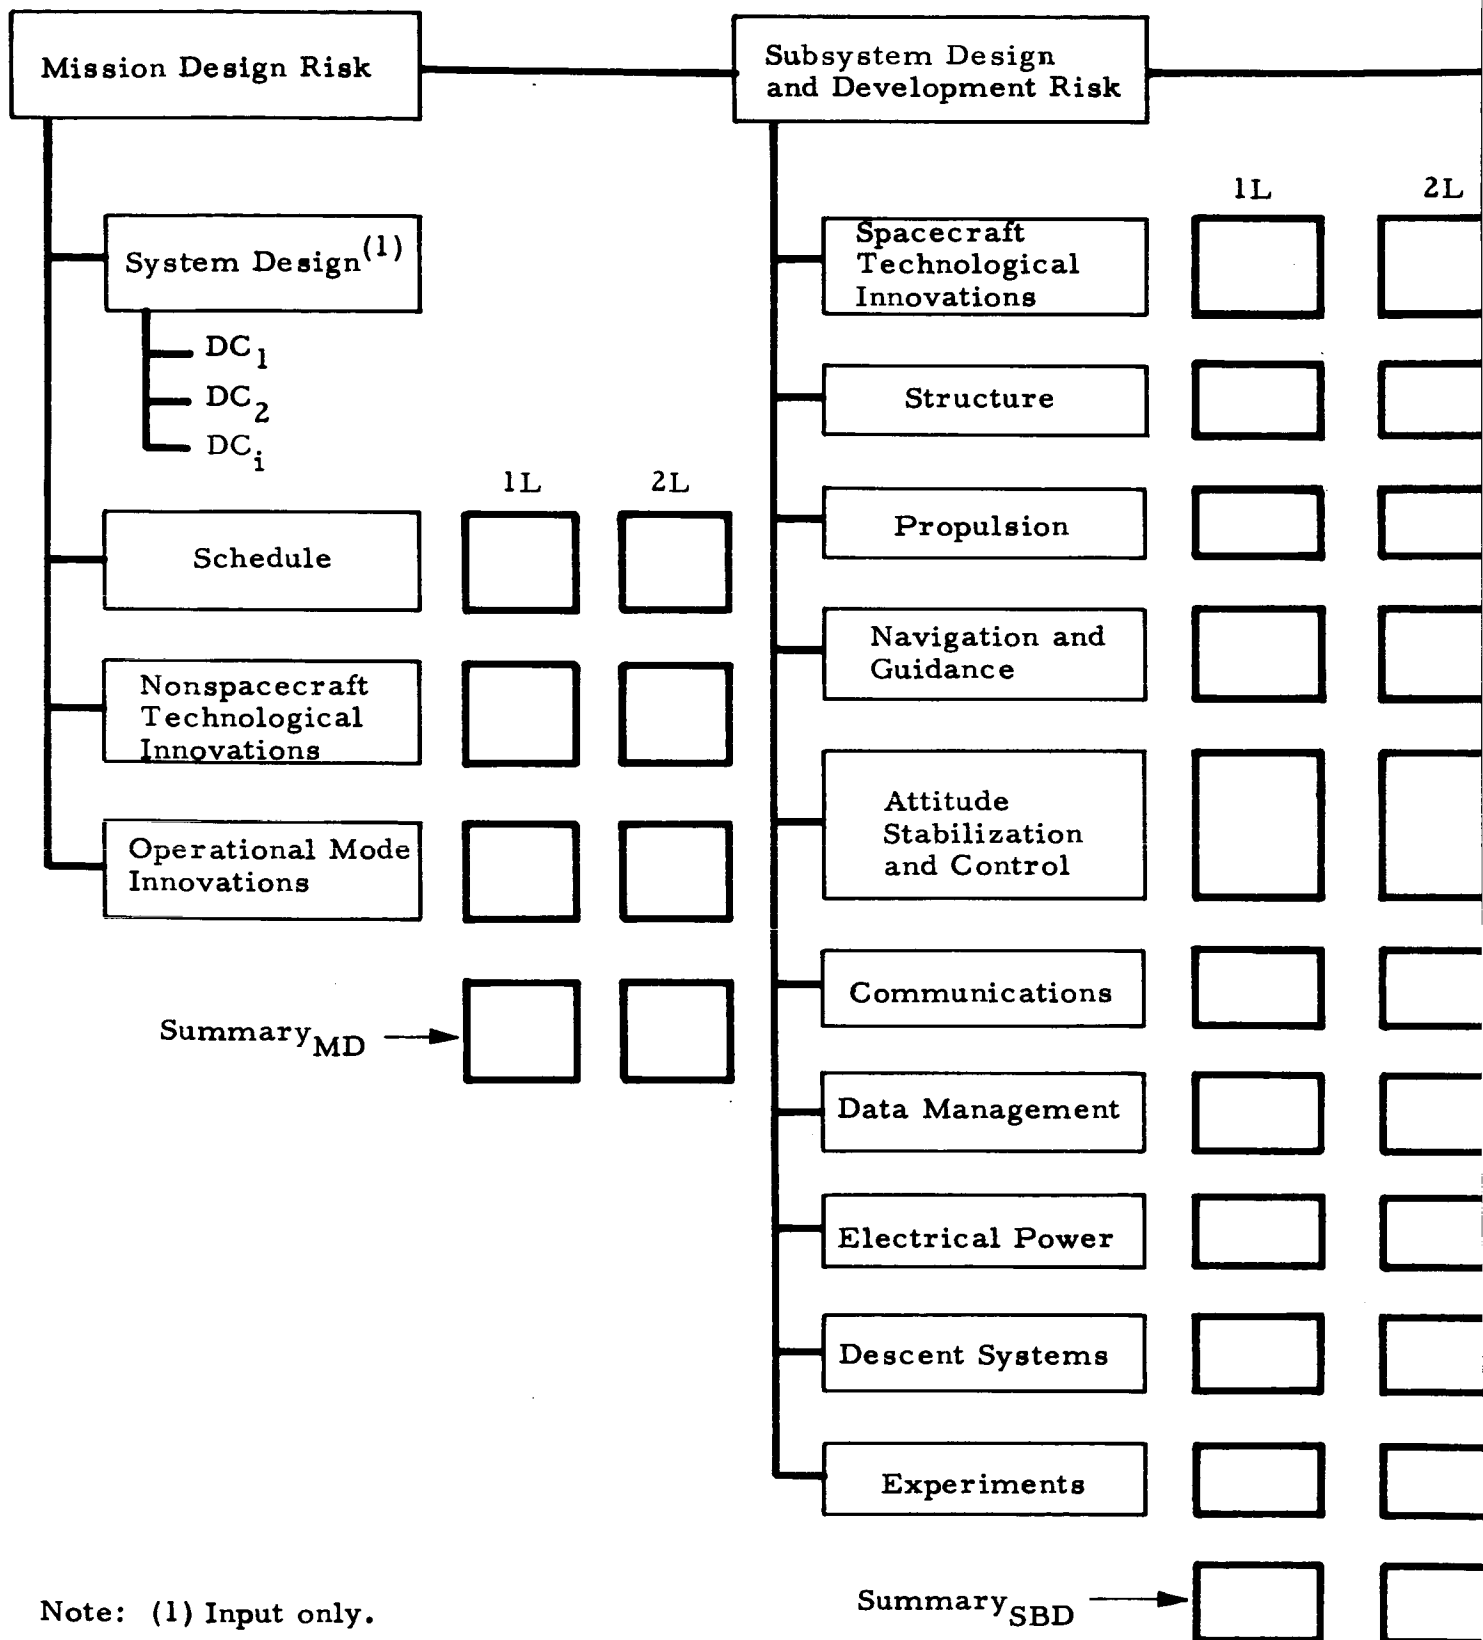 Mission Design Risk
Subsystem Design
and Development Risk
System Design(1)
DC1
DC2
DCi
1L 2L
Schedule
Nonspacecraft
Technological
Innovations
Operational Mode
Innovations
SummaryMD
1L 2L
Spacecraft
Technological
Innovations
Structure
Propulsion
Navigation and
Guidance
Attitude
Stabilization
and Control
Communications
Data Management
Electrical Power
Descent Systems
Experiments
SummarySBD
Note: (1) Input only.